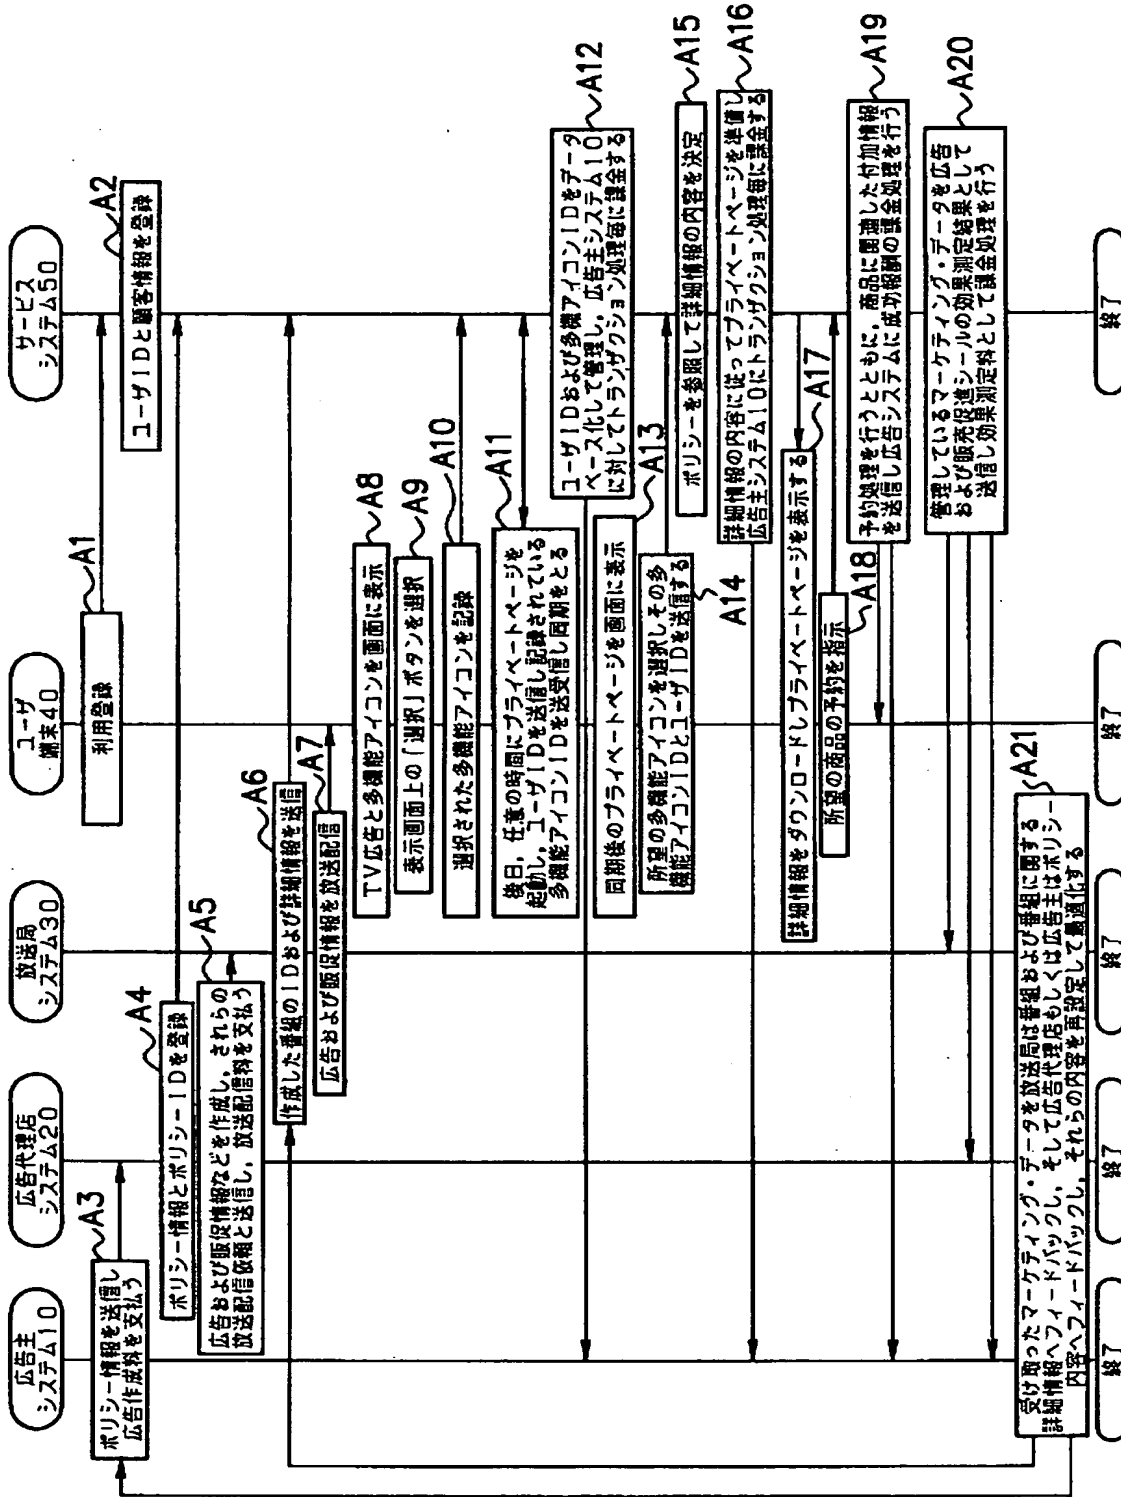 広告主
システム10
広告代理店
システム20
放送局
システム30
ユーザ
端末40
サービス
システム50
利用登録
A1
ユーザIDと顧客情報を登録
A2
ポリシー情報を送信し
広告作成料を支払う
A3
ポリシー情報とポリシーIDを登録
A4
広告および販促情報などを作成し、それらの
放送配信依頼と送信し、放送配信料を支払う
A5
作成した番組のIDおよび詳細情報を送信
A6
広告および販促情報を放送配信
A7
TV広告と多機能アイコンを画面に表示
A8
表示画面上の「選択」ボタンを選択
A9
選択された多機能アイコンを記録
A10
後日、任意の時間にプライベートページを
起動し、ユーザIDを送信し記録されている
多機能アイコンIDを送受信し同期をとる
A11
ユーザIDおよび多機アイコンIDをデータ
ベース化して管理し、広告主システム10
に対してトランザクション処理毎に課金する
A12
同期後のプライベートページを画面に表示
A13
所望の多機能アイコンを選択しその多
機能アイコンIDとユーザIDを送信する
A14
ポリシーを参照して詳細情報の内容を決定
A15
詳細情報の内容に従ってプライベートページを準備し
広告主システム10にトランザクション処理毎に課金する
A16
詳細情報をダウンロードしプライベートページを表示する
A17
所望の商品の予約を指示
A18
予約処理を行うとともに、商品に関連した付加情報
を送信し広告システムに成功報酬の課金処理を行う
A19
管理しているマーケティング・データを広告
および販売促進シールの効果測定結果として
送信し効果測定料として課金処理を行う
A20
受け取ったマーケティング・データを放送局は番組および番組に関する
詳細情報へフィードバックし、そして広告代理店もしくは広告主はポリシー
内容へフィードバックし、それらの内容を再設定して最適化する
A21
終了
終了
終了
終了
終了